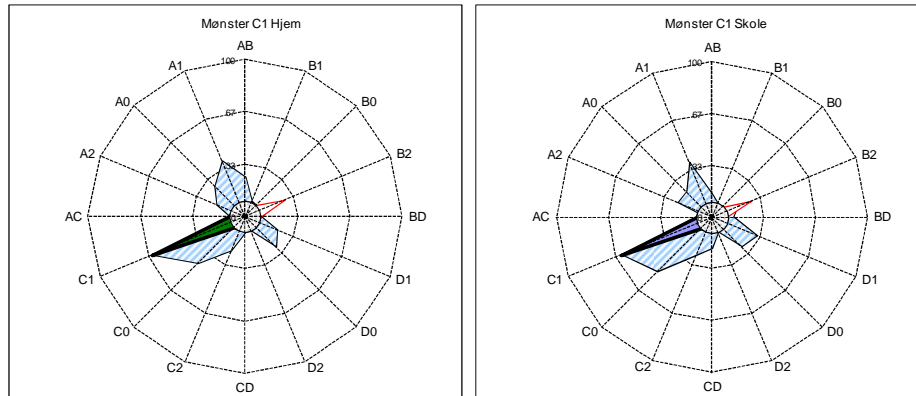 Mønster C1 Hjem
AB
B1
B0
B2
BD
D1
D0
D2
CD
C2
C0
C1
AC
A2
A0
A1
100
67
33
Mønster C1 Skole
AB
B1
B0
B2
BD
D1
D0
D2
CD
C2
C0
C1
AC
A2
A0
A1
100
67
33